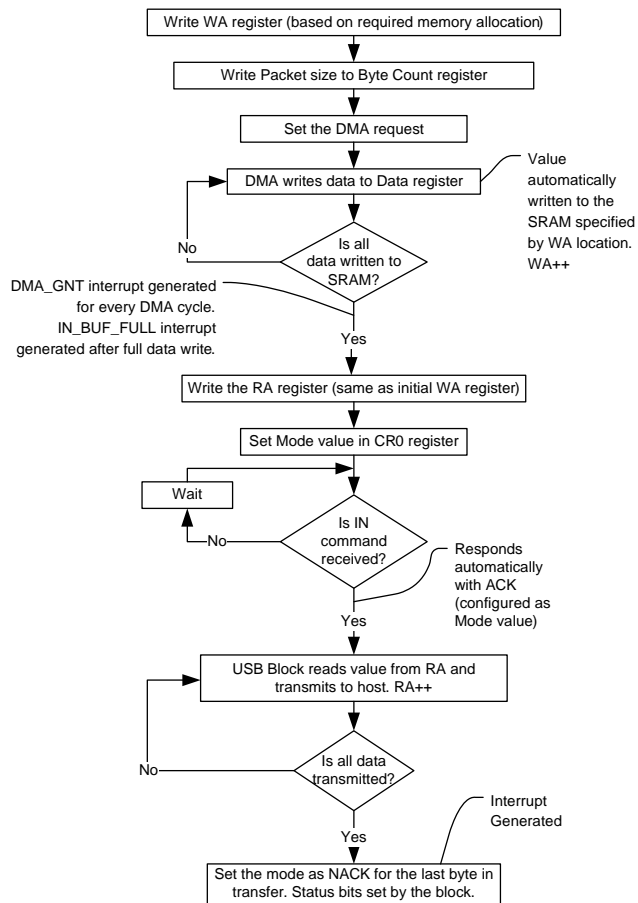 Write WA register (based on required memory allocation)
Write Packet size to Byte Count register
Set the DMA request
DMA writes data to Data register
Value
automatically
written to the
SRAM specified
by WA location.
WA++
No
Is all
data written to
SRAM?
DMA_GNT interrupt generated
for every DMA cycle.
IN_BUF_FULL interrupt
generated after full data write.
Yes
Write the RA register (same as initial WA register)
Set Mode value in CR0 register
Wait
Is IN
command
received?
No
Responds
automatically
with ACK
(configured as
Mode value)
Yes
USB Block reads value from RA and
transmits to host. RA++
Is all data
transmitted?
No
Interrupt
Generated
Yes
Set the mode as NACK for the last byte in
transfer. Status bits set by the block.